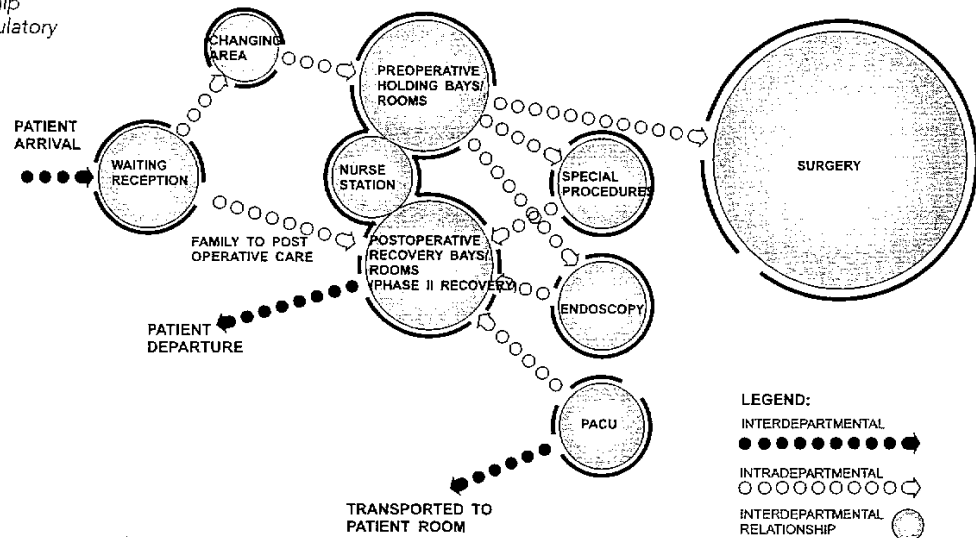 PATIENT
ARRIVAL
WAITING
RECEPTION
CHANGING
AREA
PREOPERATIVE
HOLDING BAYS/
ROOMS
NURSE
STATION
SPECIAL
PROCEDURES
SURGERY
FAMILY TO POST
OPERATIVE CARE
POSTOPERATIVE
RECOVERY BAYS/
ROOMS
(PHASE II RECOVERY)
ENDOSCOPY
PATIENT
DEPARTURE
PACU
TRANSPORTED TO
PATIENT ROOM
LEGEND:
INTERDEPARTMENTAL
INTRADEPARTMENTAL
INTERDEPARTMENTAL
RELATIONSHIP